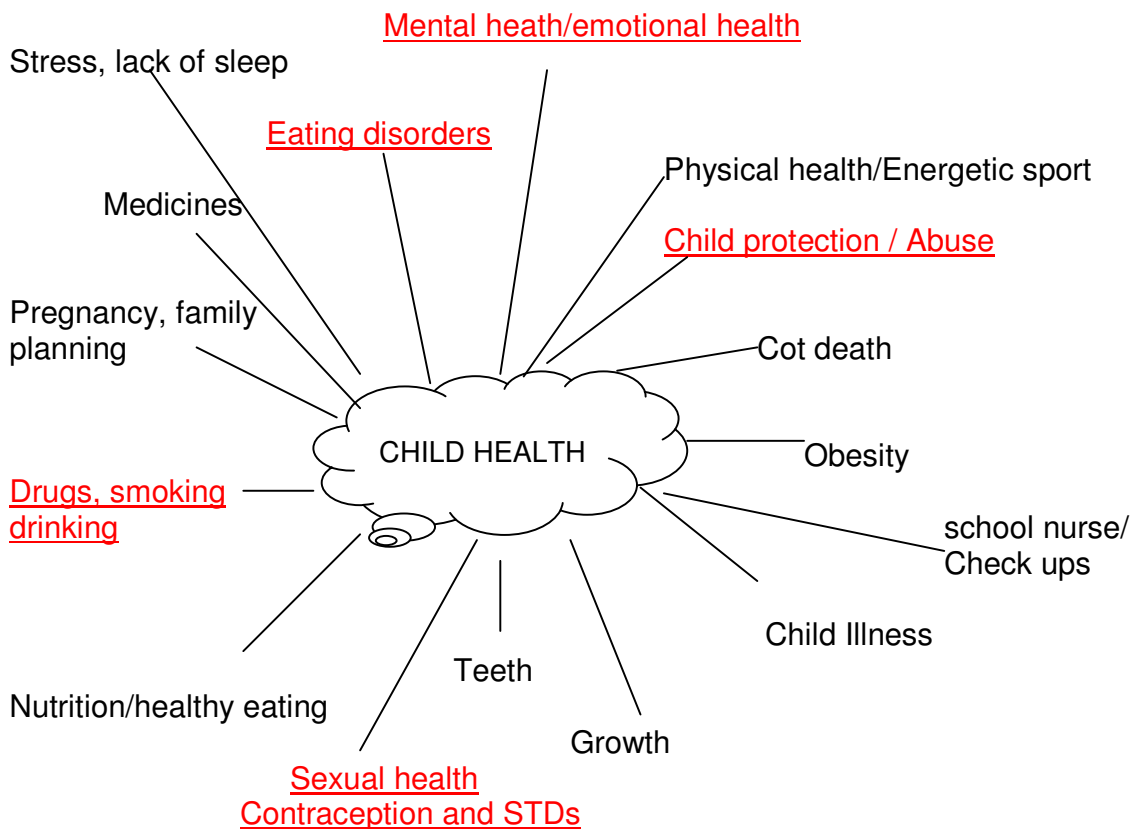 Mental heath/emotional health
Stress, lack of sleep
Eating disorders
Physical health/Energetic sport
Medicines
Child protection / Abuse
Pregnancy, family
planning
Cot death
CHILD HEALTH
Obesity
Drugs, smoking
drinking
school nurse/
Check ups
Child Illness
Teeth
Nutrition/healthy eating
Growth
Sexual health
Contraception and STDs